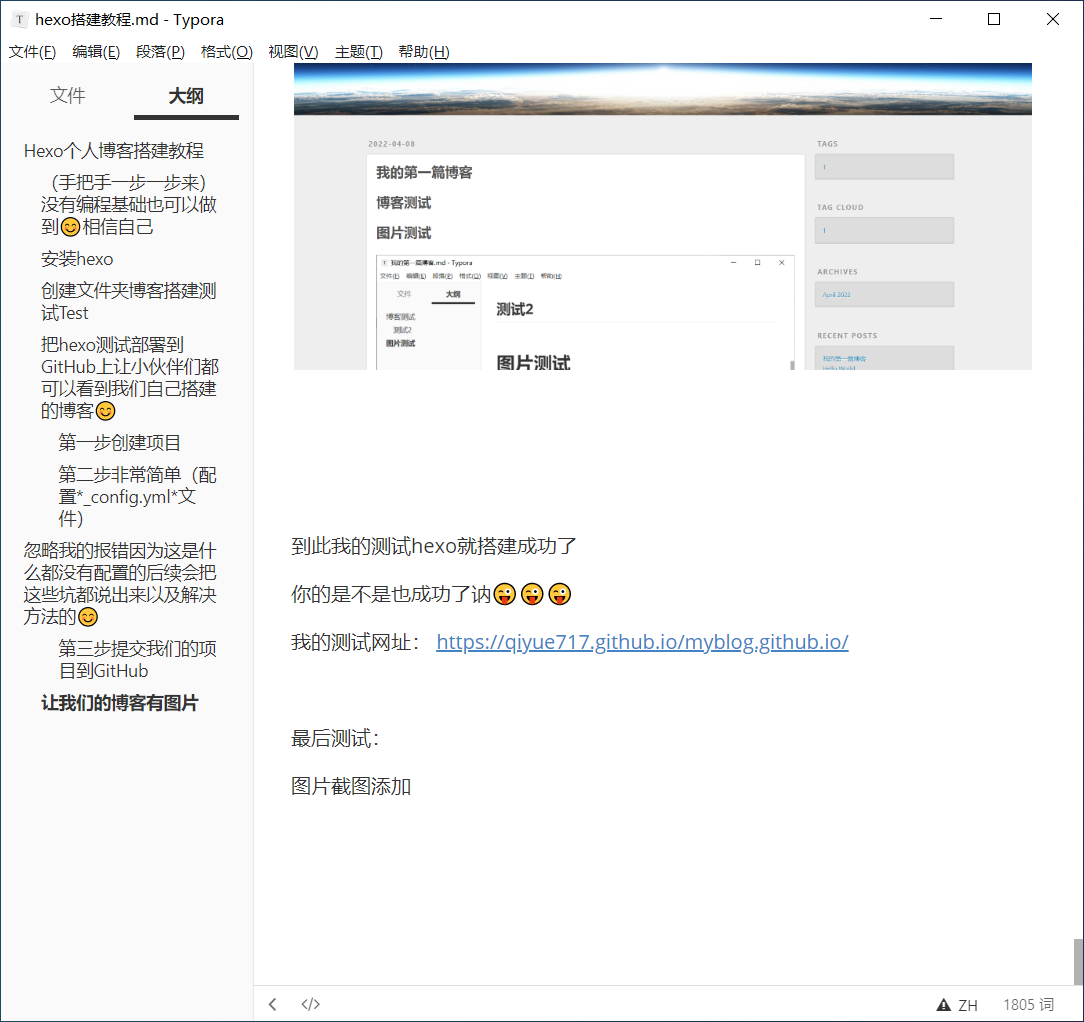 hexo搭建教程.md - Typora
文件(F) 编辑(E) 段落(P) 格式(O) 视图(V) 主题(T) 帮助(H)
文件 大纲
Hexo个人博客搭建教程
（手把手一步一步来）
没有编程基础也可以做
到😊相信自己
安装hexo
创建文件夹博客搭建测
试Test
把hexo测试部署到
GitHub上让小伙伴们都
可以看到我们自己搭建
的博客😊
第一步创建项目
第二步非常简单（配
置*_config.yml*文
件）
忽略我的报错因为这是什
么都没有配置的后续会把
这些坑都说出来以及解决
方法的😊
第三步提交我们的项
目到GitHub
让我们的博客有图片
2022-04-08
我的第一篇博客
博客测试
图片测试
我的第一篇博客.md - Typora
文件(F) 编辑(E) 段落(P) 格式(O) 视图(V) 主题(T) 帮助(H)
文件 大纲
博客测试
测试2
图片测试
测试2
图片测试
TAGS
1
TAG CLOUD
1
ARCHIVES
April 2022
RECENT POSTS
我的第一篇博客
Hello World
到此我的测试hexo就搭建成功了
你的是不是也成功了讷😜😜😜
我的测试网址： https://qiyue717.github.io/myblog.github.io/
最后测试：
图片截图添加
ZH 1805 词